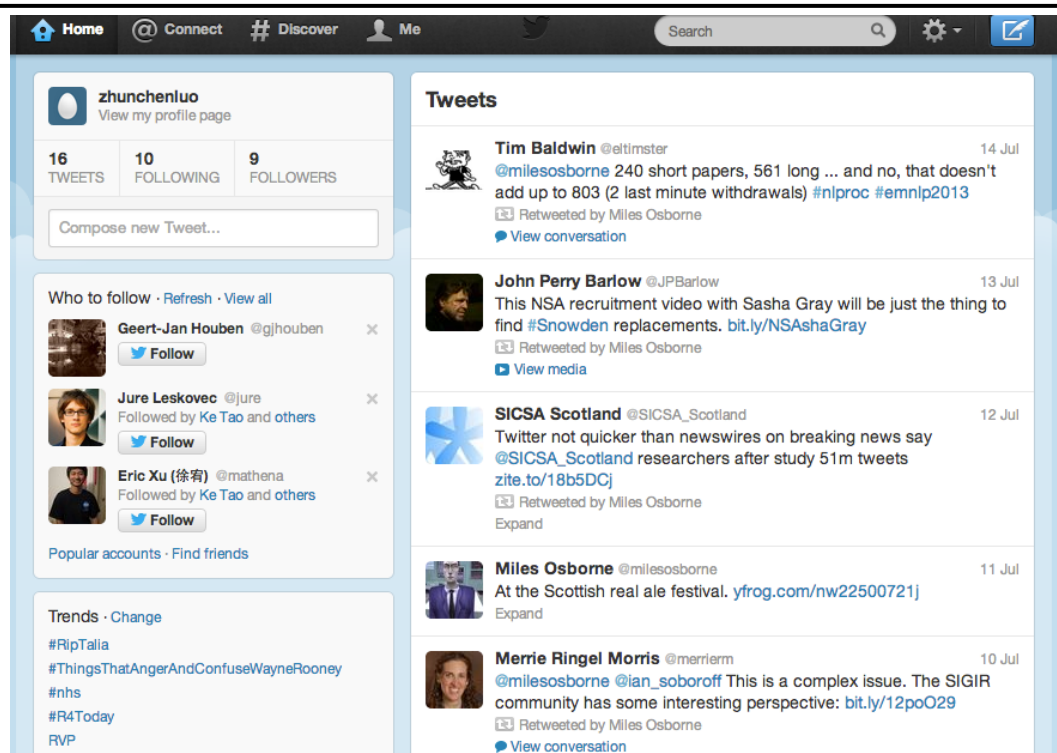 Home
Connect
Discover
Me
Search
zhunchenluo
View my profile page
16
TWEETS
10
FOLLOWING
9
FOLLOWERS
Compose new Tweet...
Who to follow · Refresh · View all
Geert-Jan Houben @gjhouben
Follow
Jure Leskovec @jure
Followed by Ke Tao and others
Follow
Eric Xu (徐宥) @mathena
Followed by Ke Tao and others
Follow
Popular accounts · Find friends
Trends · Change
#RipTalia
#ThingsThatAngerAndConfuseWayneRooney
#nhs
#R4Today
RVP
Tweets
Tim Baldwin @eltimster 14 Jul
@milesosborne 240 short papers, 561 long ... and no, that doesn't
add up to 803 (2 last minute withdrawals) #nlproc #emnlp2013
Retweeted by Miles Osborne
View conversation
John Perry Barlow @JPBarlow 13 Jul
This NSA recruitment video with Sasha Gray will be just the thing to
find #Snowden replacements. bit.ly/NSAshaGray
Retweeted by Miles Osborne
View media
SICSA Scotland @SICSA_Scotland 12 Jul
Twitter not quicker than newswires on breaking news say
@SICSA_Scotland researchers after study 51m tweets
zite.to/18b5DCj
Retweeted by Miles Osborne
Expand
Miles Osborne @milesosborne 11 Jul
At the Scottish real ale festival. yfrog.com/nw22500721j
Expand
Merrie Ringel Morris @merrierm 10 Jul
@milesosborne @ian_soboroff This is a complex issue. The SIGIR
community has some interesting perspective: bit.ly/12poO29
Retweeted by Miles Osborne
View conversation